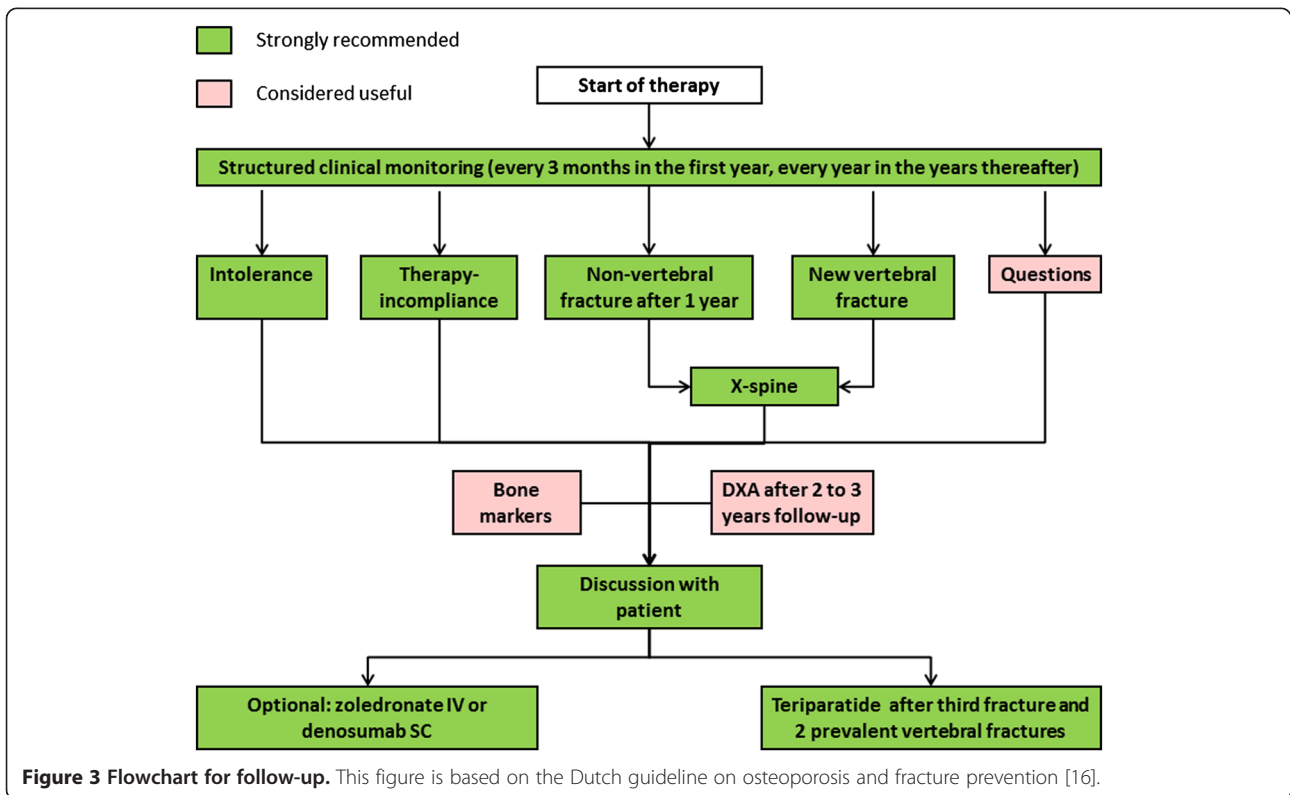 Strongly recommended
Considered useful
Start of therapy
Structured clinical monitoring (every 3 months in the first year, every year in the years thereafter)
Intolerance
Therapy-
incompliance
Non-vertebral
fracture after 1 year
New vertebral
fracture
Questions
X-spine
Bone
markers
DXA after 2 to 3
years follow-up
Discussion with
patient
Optional: zoledronate IV or
denosumab SC
Teriparatide after third fracture and
2 prevalent vertebral fractures
Figure 3 Flowchart for follow-up. This figure is based on the Dutch guideline on osteoporosis and fracture prevention [16].